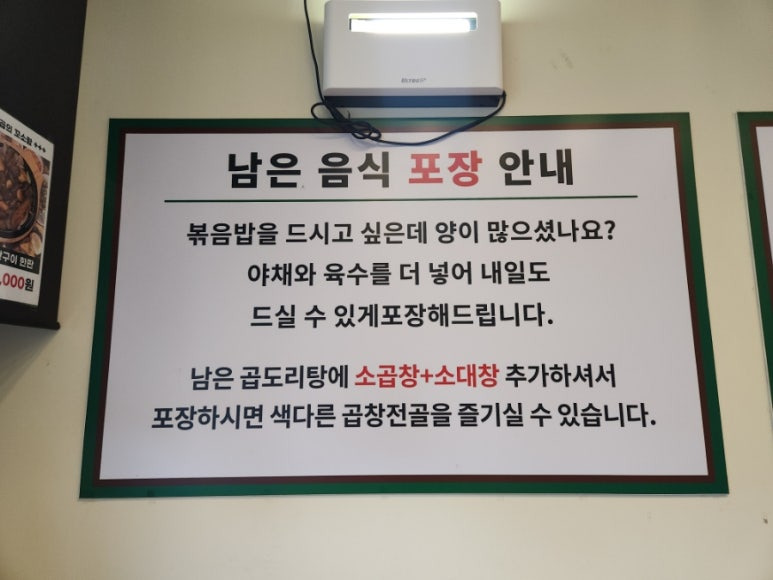 남은 음식 포장 안내
볶음밥을 드시고 싶은데 양이 많으셨나요?
야채와 육수를 더 넣어 내일도
드실 수 있게포장해드립니다.
남은 곱도리탕에 소곱창+소대창 추가하셔서
포장하시면 색다른 곱창전골을 즐기실 수 있습니다.
,000원